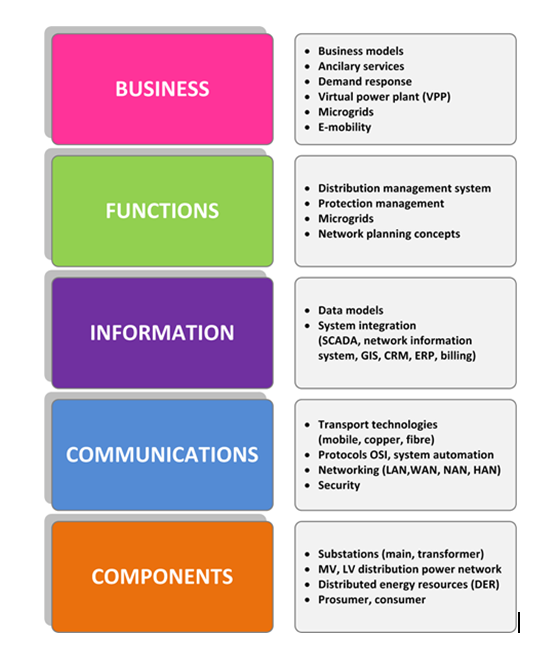 BUSINESS
• Business models
• Ancilary services
• Demand response
• Virtual power plant (VPP)
• Microgrids
• E-mobility
FUNCTIONS
• Distribution management system
• Protection management
• Microgrids
• Network planning concepts
INFORMATION
• Data models
• System integration
(SCADA, network information
system, GIS, CRM, ERP, billing)
COMMUNICATIONS
• Transport technologies
(mobile, copper, fibre)
• Protocols OSI, system automation
• Networking (LAN,WAN, NAN, HAN)
• Security
COMPONENTS
• Substations (main, transformer)
• MV, LV distribution power network
• Distributed energy resources (DER)
• Prosumer, consumer